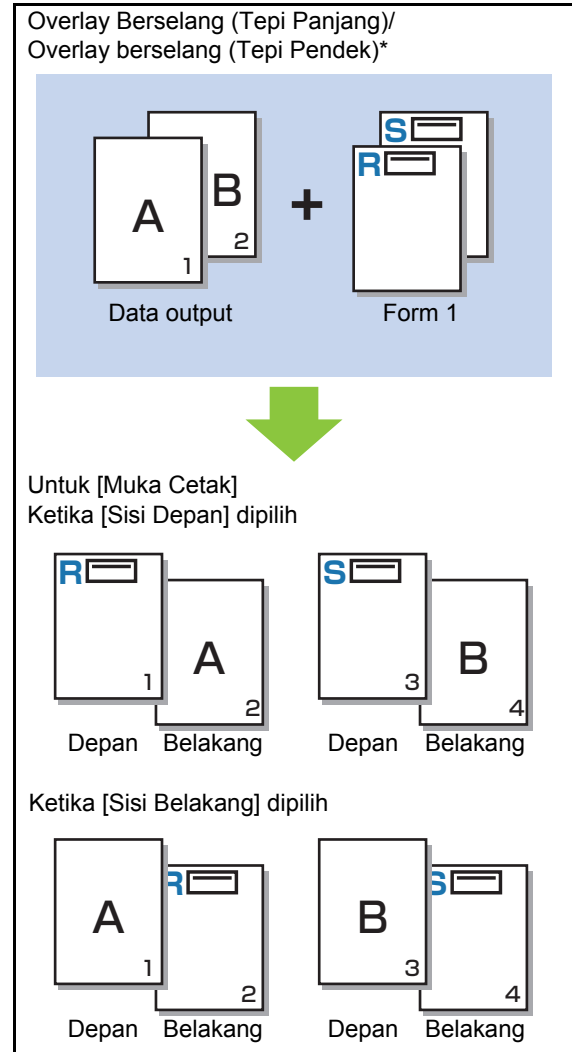 Overlay Berselang (Tepi Panjang)/
Overlay berselang (Tepi Pendek)*
A
1
B
2
+
S
R
Data output
Form 1
Untuk [Muka Cetak]
Ketika [Sisi Depan] dipilih
R
1
A
2
S
3
B
4
Depan Belakang
Depan Belakang
Ketika [Sisi Belakang] dipilih
A
1
R
2
B
3
S
4
Depan Belakang
Depan Belakang